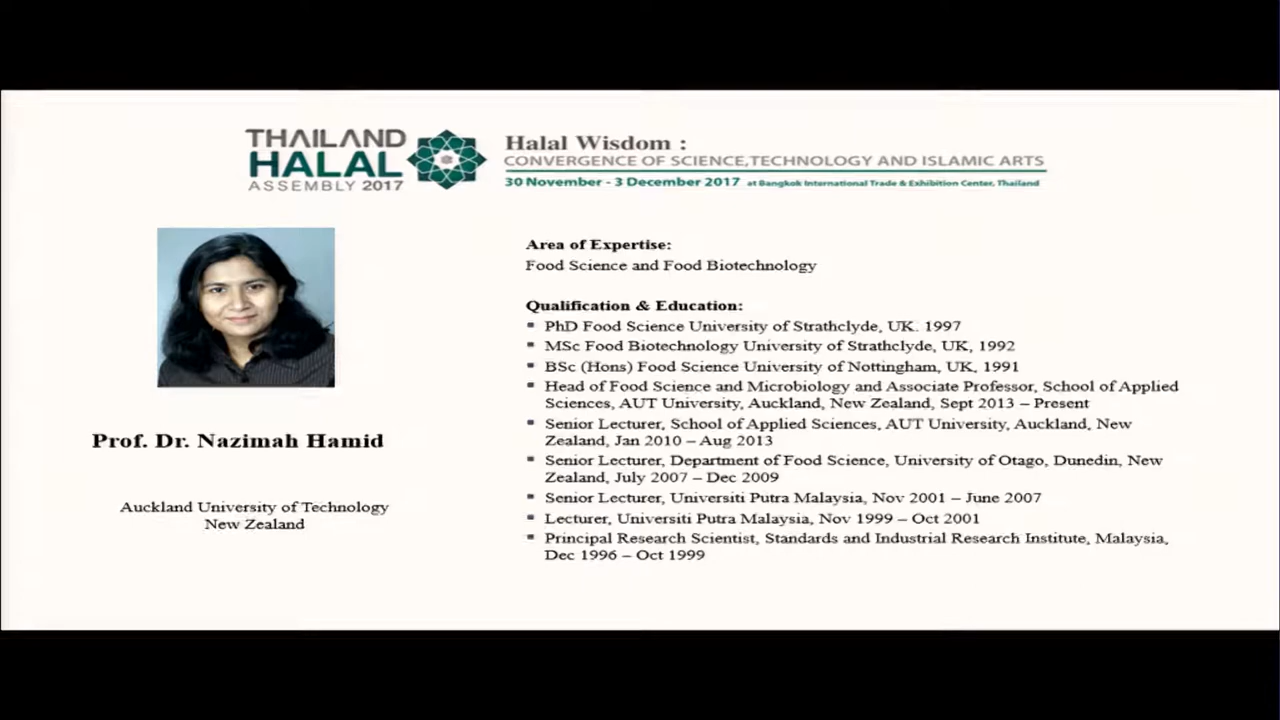 THAILAND
HALAL
ASSEMBLY 2017
Halal Wisdom :
CONVERGENCE OF SCIENCE,TECHNOLOGY AND ISLAMIC ARTS
30 November - 3 December 2017 at Bangkok International Trade & Exhibition Center, Thailand
Prof. Dr. Nazimah Hamid
Auckland University of Technology
New Zealand
Area of Expertise:
Food Science and Food Biotechnology
Qualification & Education:
▪ PhD Food Science University of Strathclyde, UK. 1997
▪ MSc Food Biotechnology University of Strathclyde, UK, 1992
▪ BSc (Hons) Food Science University of Nottingham, UK, 1991
▪ Head of Food Science and Microbiology and Associate Professor, School of Applied
Sciences, AUT University, Auckland, New Zealand, Sept 2013 – Present
▪ Senior Lecturer, School of Applied Sciences, AUT University, Auckland, New
Zealand, Jan 2010 – Aug 2013
▪ Senior Lecturer, Department of Food Science, University of Otago, Dunedin, New
Zealand, July 2007 – Dec 2009
▪ Senior Lecturer, Universiti Putra Malaysia, Nov 2001 – June 2007
▪ Lecturer, Universiti Putra Malaysia, Nov 1999 – Oct 2001
▪ Principal Research Scientist, Standards and Industrial Research Institute, Malaysia,
Dec 1996 – Oct 1999